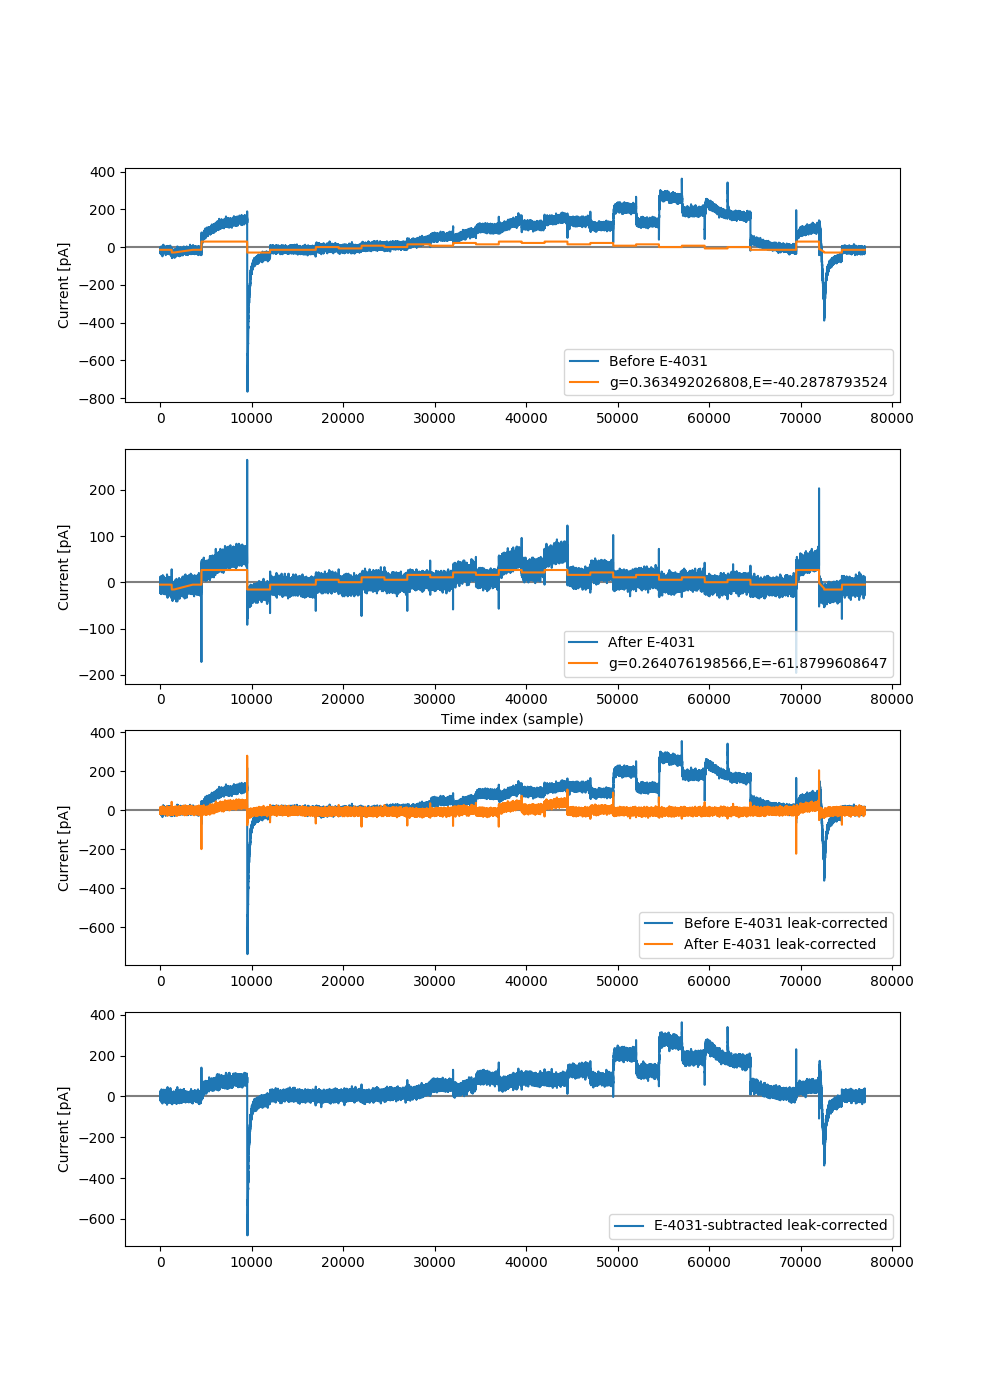 400
200
0
−200
−400
−600
−800
Current [pA]
Before E-4031
g=0.363492026808,E=-40.2878793524
0 10000 20000 30000 40000 50000 60000 70000 80000
200
100
0
−100
−200
Current [pA]
After E-4031
g=0.264076198566,E=-61.8799608647
0 10000 20000 30000 40000 50000 60000 70000 80000
Time index (sample)
400
200
0
−200
−400
−600
Current [pA]
Before E-4031 leak-corrected
After E-4031 leak-corrected
0 10000 20000 30000 40000 50000 60000 70000 80000
400
200
0
−200
−400
−600
Current [pA]
E-4031-subtracted leak-corrected
0 10000 20000 30000 40000 50000 60000 70000 80000